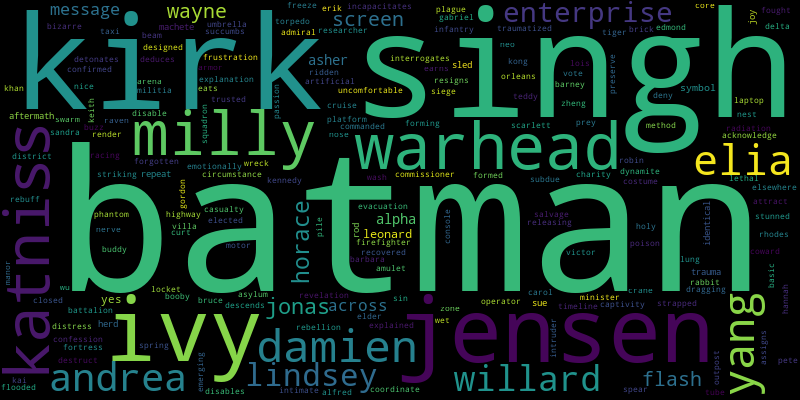 message
wayne
screen
enterprise
kirk
singh
bizarre
taxi
beam
umbrella
machete
tasks
designed
succumbs
torpedo
admiral
researcher
freeze
erik
incapacitates
plague
gabriel
infantry
traumatized
tiger
brick
edmond
core
joy
fought
delta
detonates
deduces
confirmed
frustration
explanation
asher
ridden
artificial
interrogates
earns
sled
resigns
neo
kong
orleans
lois
vote
barney
preserve
deny
symbol
laptop
khan
nice
keith
arena
militia
eats
trusted
passion
uncomfortable
cruise
siege
teddy
zheng
nest
aftermath
swarm
buzz
raven
disable
squadron
platform
commanded
nose
forming
scarlett
prey
method
radiation
acknowledge
sandra
render
milly
warhead
elia
district
racing
forgotten
wreck
emotionally
robin
rebuff
striking
repeat
circumstance
kennedy
wash
commissioner
formed
subdue
charity
dynamite
costume
lethal
elsewhere
katniss
batman
gordon
phantom
highway
casualty
evacuation
alpha
console
salvage
releasing
holy
identical
attract
stunned
nerve
villa
curt
elected
horace
pile
rod
leonard
firefighter
poison
rhodes
buddy
motor
barbara
recovered
victor
lung
coward
amulet
trauma
rabbit
basic
manor
wu
locket
asylum
revelation
sin
carol
crane
dragging
closed
yes
booby
bruce
descends
jonas
across
zone
operator
sue
minister
timeline
captivity
strapped
hannah
battalion
distress
herd
ivy
rebellion
elder
explained
wet
jensen
intruder
yang
confession
fortress
spring
damien
destruct
assigns
outpost
pete
kai
flooded
andrea
emerging
disables
lindsey
intimate
alfred
coordinate
willard
spear
flash
tube